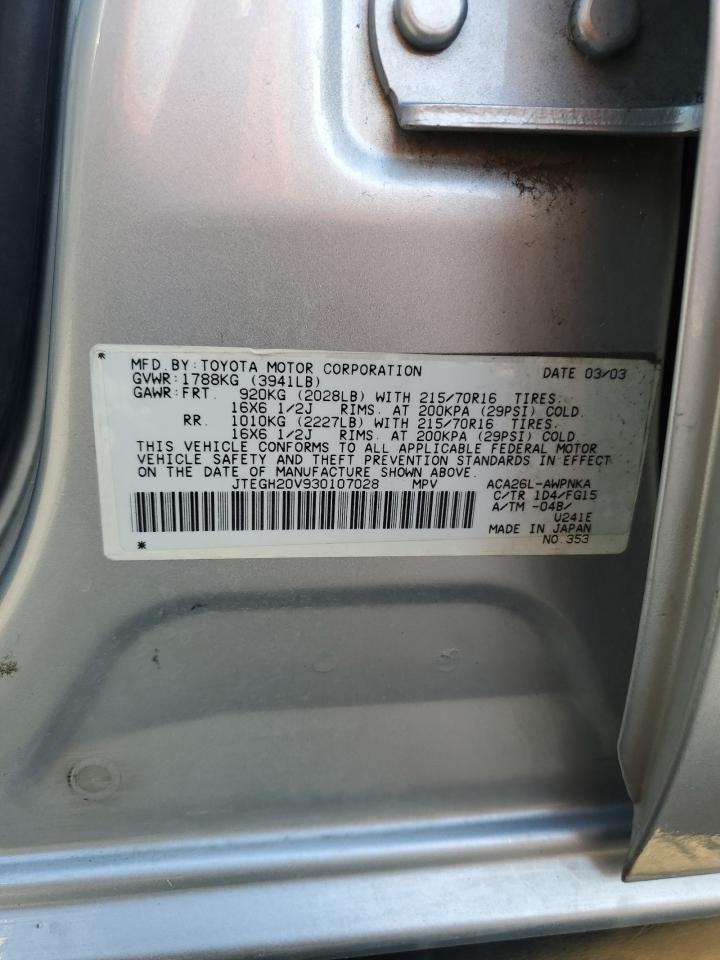 *
MFD.BY:TOYOTA MOTOR CORPORATION DATE 03/03
GVWR:1788KG (3941LB)
GAWR:FRT. 920KG (2028LB) WITH 215/70R16 TIRES:
16X6 1/2J RIMS. AT 200KPA (29PSI) COLD.
RR. 1010KG (2227LB) WITH 215/70R16 TIRES:
16X6 1/2J RIMS. AT 200KPA (29PSI) COLD
THIS VEHICLE CONFORMS TO ALL APPLICABLE FEDERAL MOTOR
VEHICLE SAFETY AND THEFT PREVENTION STANDARDS IN EFFECT
ON THE DATE OF MANUFACTURE SHOWN ABOVE.
JTEGH20V930107028 MPV ACA26L-AWPNKA
C/TR 1D4/FG15
A/TM -04B/
U241E
MADE IN JAPAN
* NO.353